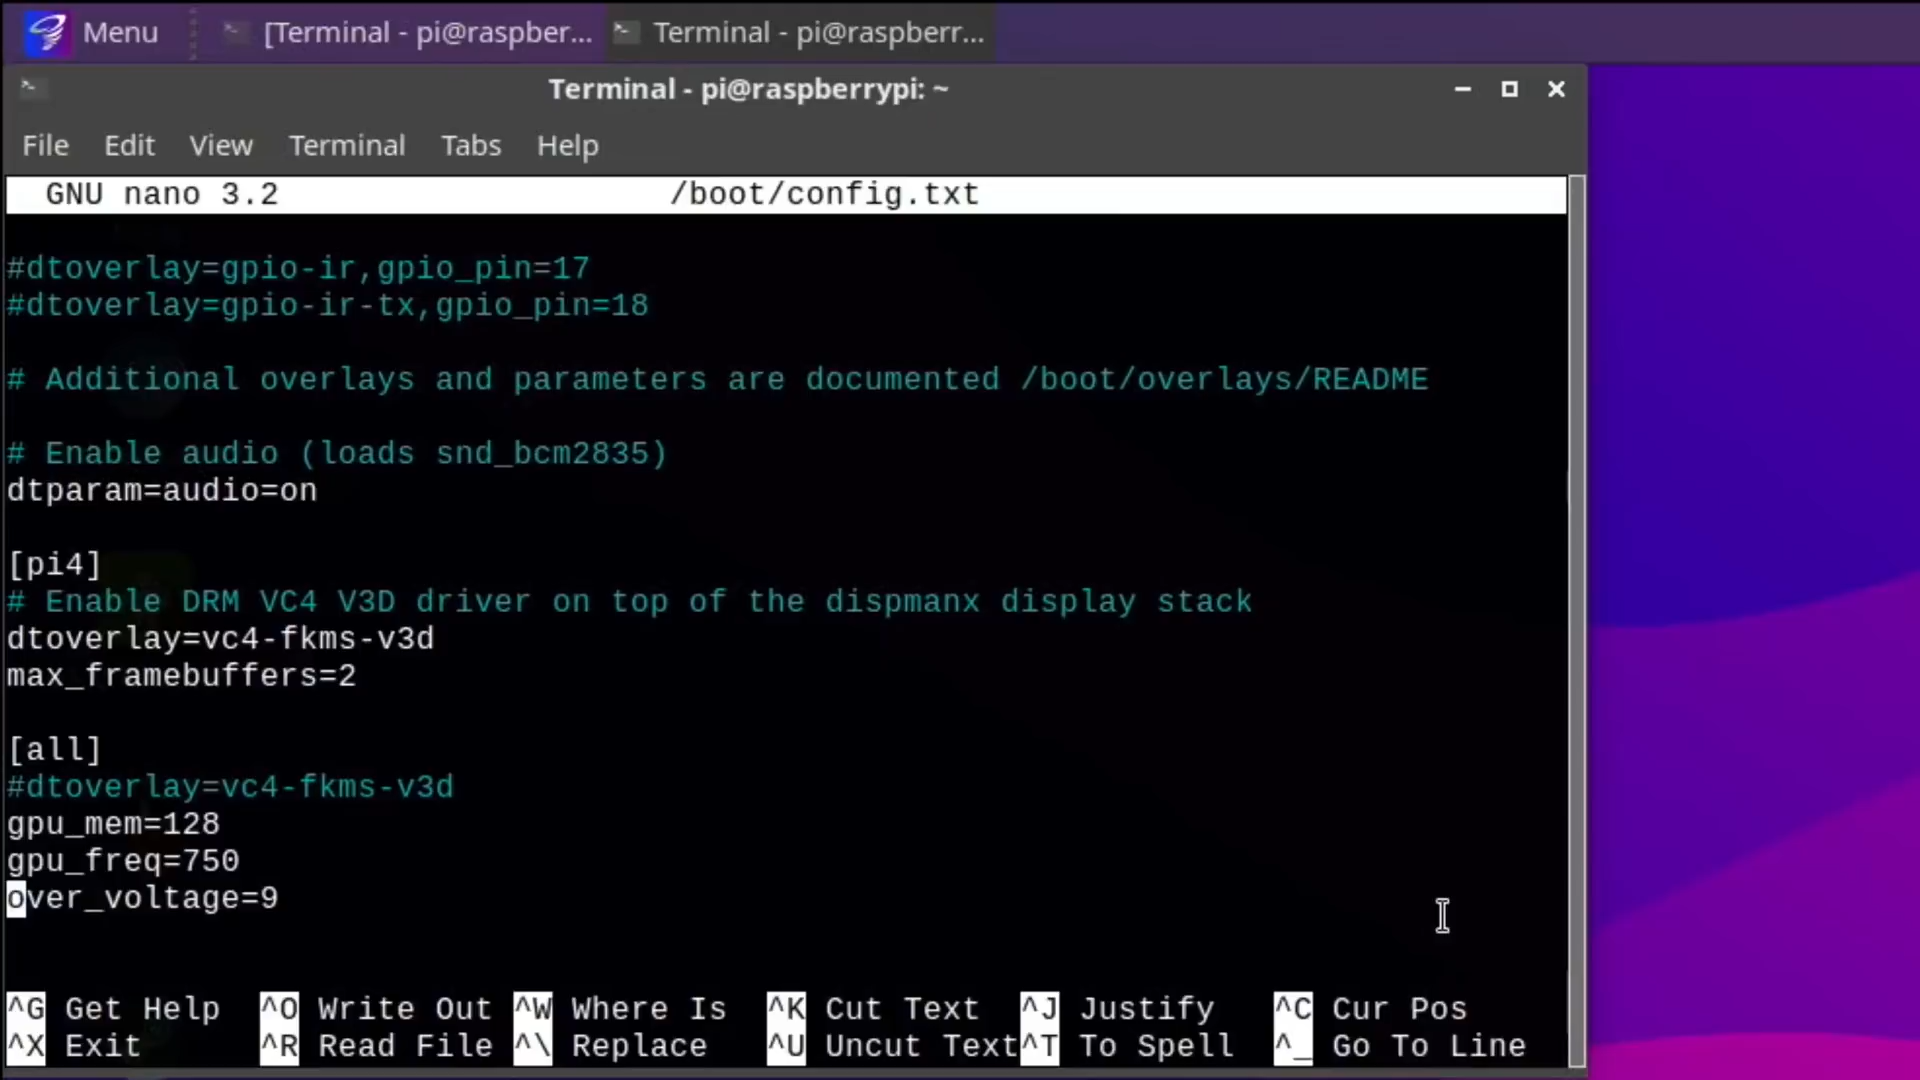 Menu [Terminal - pi@raspber... Terminal - pi@raspberr...
Terminal - pi@raspberrypi: ~
File Edit View Terminal Tabs Help
GNU nano 3.2 /boot/config.txt
#dtoverlay=gpio-ir,gpio_pin=17
#dtoverlay=gpio-ir-tx,gpio_pin=18
# Additional overlays and parameters are documented /boot/overlays/README
# Enable audio (loads snd_bcm2835)
dtparam=audio=on
[pi4]
# Enable DRM VC4 V3D driver on top of the dispmanx display stack
dtoverlay=vc4-fkms-v3d
max_framebuffers=2
[all]
#dtoverlay=vc4-fkms-v3d
gpu_mem=128
gpu_freq=750
over_voltage=9
^G Get Help ^O Write Out ^W Where Is ^K Cut Text ^J Justify ^C Cur Pos
^X Exit ^R Read File ^\ Replace ^U Uncut Text ^T To Spell ^_ Go To Line